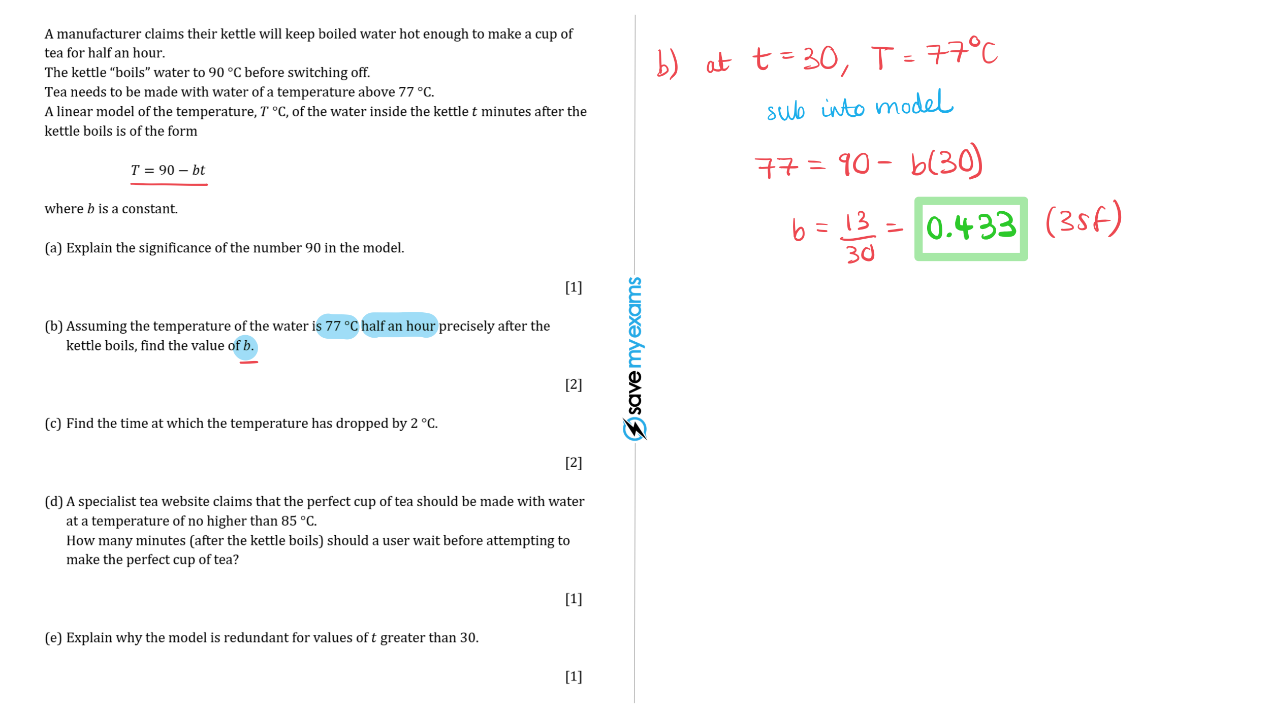 A manufacturer claims their kettle will keep boiled water hot enough to make a cup of
tea for half an hour.
The kettle “boils” water to 90 °C before switching off.
Tea needs to be made with water of a temperature above 77 °C.
A linear model of the temperature, T °C, of the water inside the kettle t minutes after the
kettle boils is of the form
T = 90 − bt
where b is a constant.
(a) Explain the significance of the number 90 in the model.
[1]
(b) Assuming the temperature of the water is 77 °C half an hour precisely after the
kettle boils, find the value of b.
[2]
(c) Find the time at which the temperature has dropped by 2 °C.
[2]
(d) A specialist tea website claims that the perfect cup of tea should be made with water
at a temperature of no higher than 85 °C.
How many minutes (after the kettle boils) should a user wait before attempting to
make the perfect cup of tea?
[1]
(e) Explain why the model is redundant for values of t greater than 30.
[1]
save my exams
b) at t = 30, T = 77°C
sub into model
77 = 90 − b(30)
b = 13/30 = 0.433 (3sf)